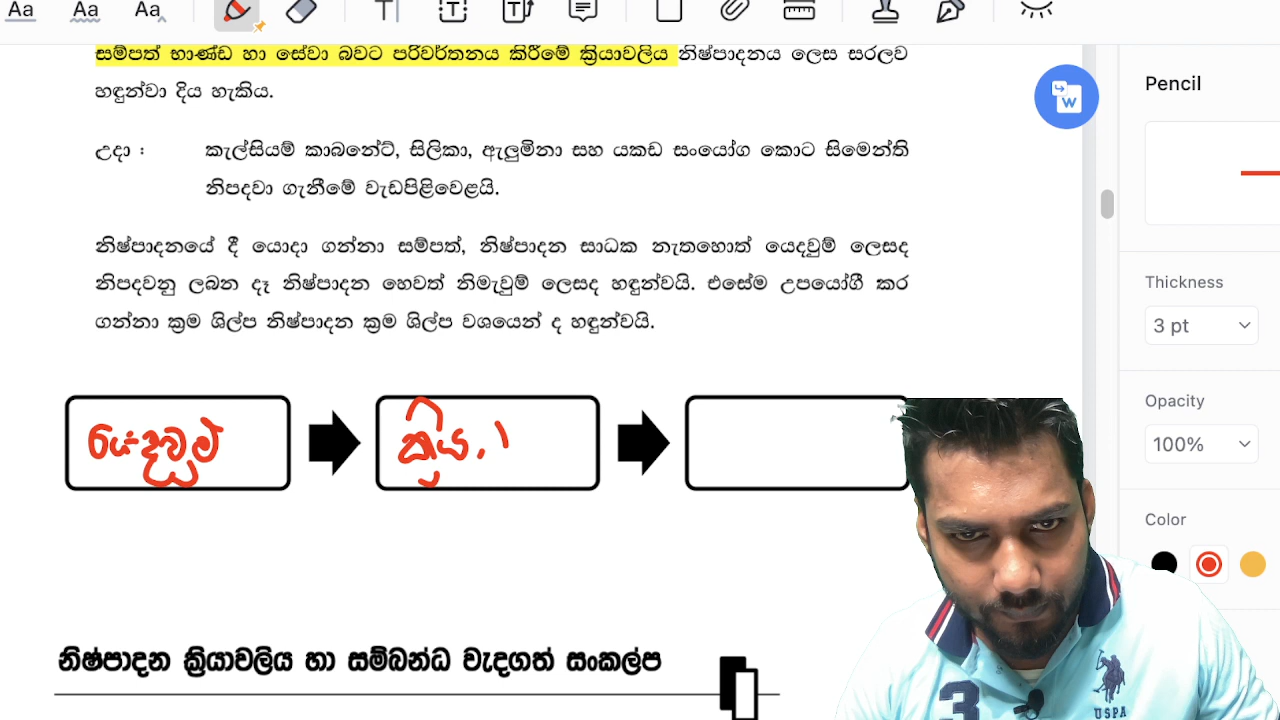 Aa Aa Aa T T T
සම්පත් භාණ්ඩ හා සේවා බවට පරිවර්තනය කිරීමේ ක්‍රියාවලිය නිෂ්පාදනය ලෙස සරලව
හඳුන්වා දිය හැකිය.
W
Pencil
උදා : කැල්සියම් කාබනේට්, සිලිකා, ඇලුමිනා සහ යකඩ සංයෝග කොට සිමෙන්ති
නිපදවා ගැනීමේ වැඩපිළිවෙළයි.
නිෂ්පාදනයේ දී යොදා ගන්නා සම්පත්, නිෂ්පාදන සාධක නැතහොත් යෙදවුම් ලෙසද
නිපදවනු ලබන දෑ නිෂ්පාදන හෙවත් නිමැවුම් ලෙසද හඳුන්වයි. එසේම උපයෝගී කර
ගන්නා ක්‍රම ශිල්ප නිෂ්පාදන ක්‍රම ශිල්ප වශයෙන් ද හඳුන්වයි.
Thickness
3 pt
Opacity
100%
යෙදවුම්
Color
නිෂ්පාදන ක්‍රියාවලිය හා සම්බන්ධ වැදගත් සංකල්ප
3
USPA